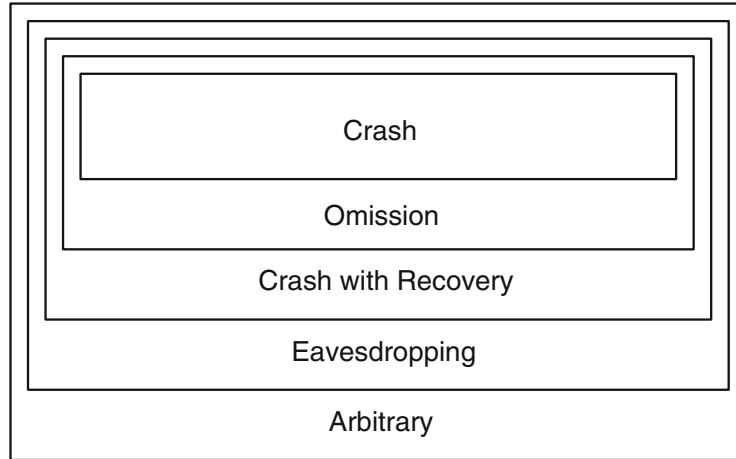 Crash
Omission
Crash with Recovery
Eavesdropping
Arbitrary